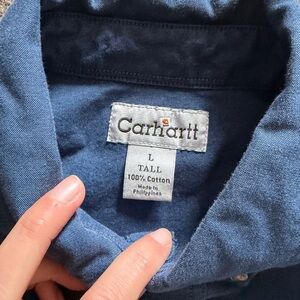 Carhartt
L
TALL
100% Cotton
Made in
Philippines